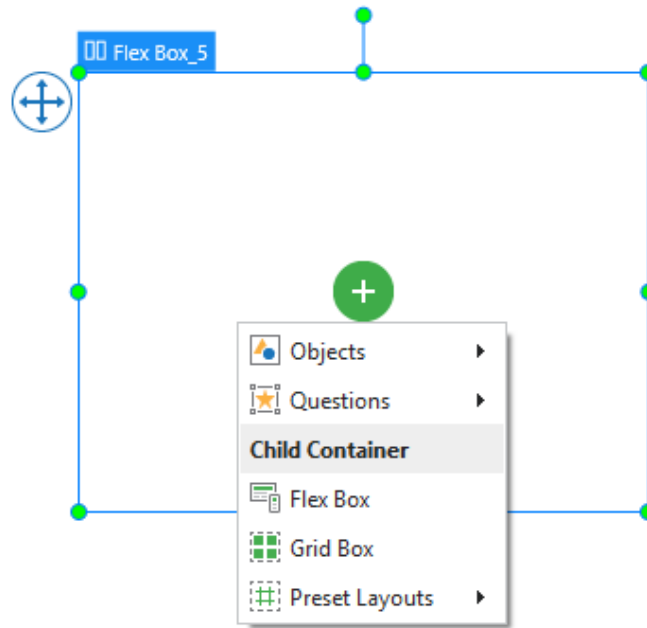 Flex Box_5
Objects
Questions
Child Container
Flex Box
Grid Box
Preset Layouts